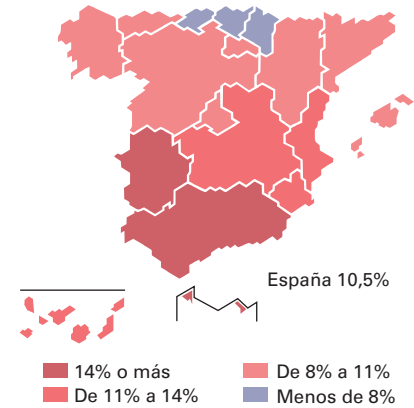 España 10,5%
14% o más
De 11% a 14%
De 8% a 11%
Menos de 8%